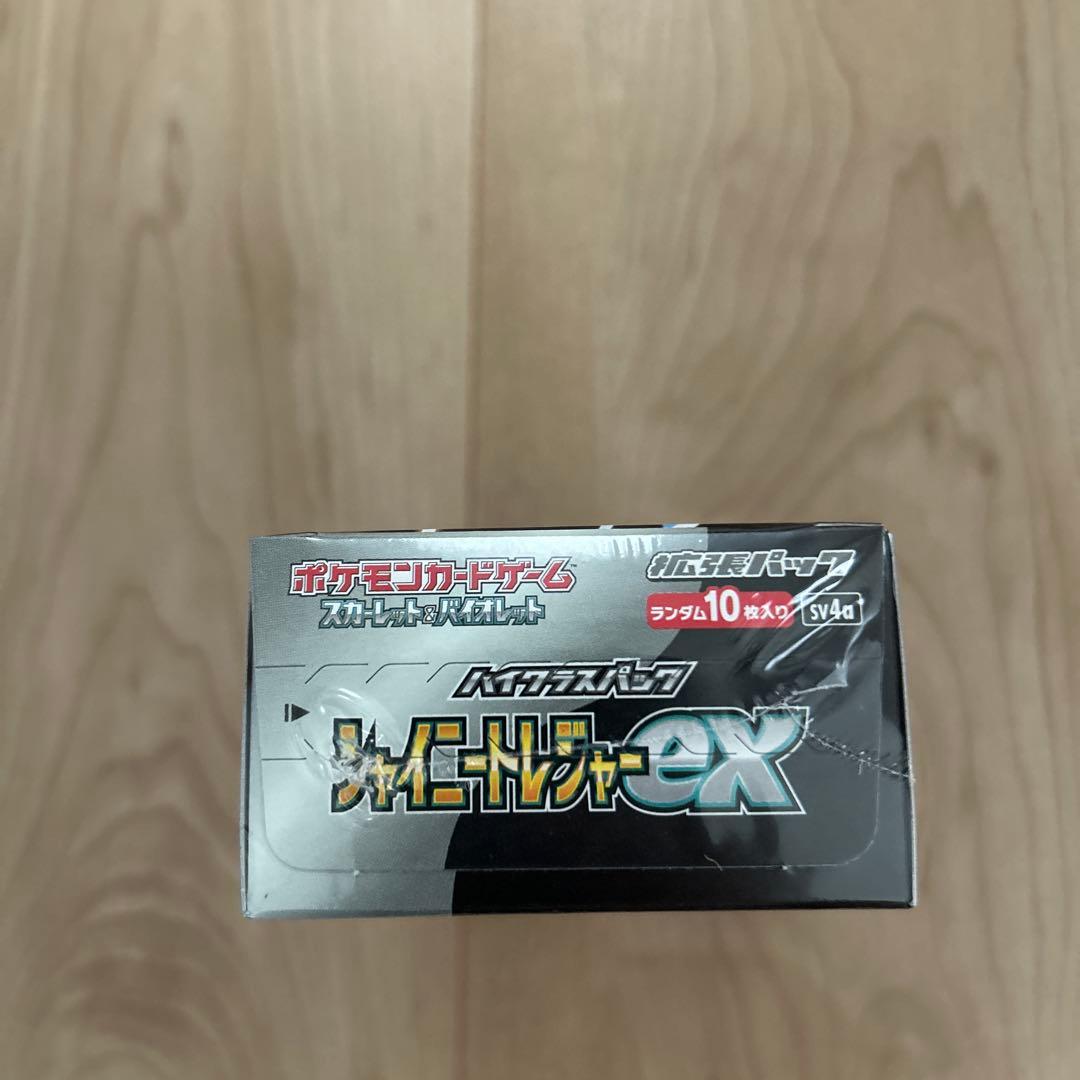 ポケモンカードゲーム
スカーレット&バイオレット
拡張パック
ランダム10枚入り sv4a
ハイクラスパック
シャイニートレジャーex